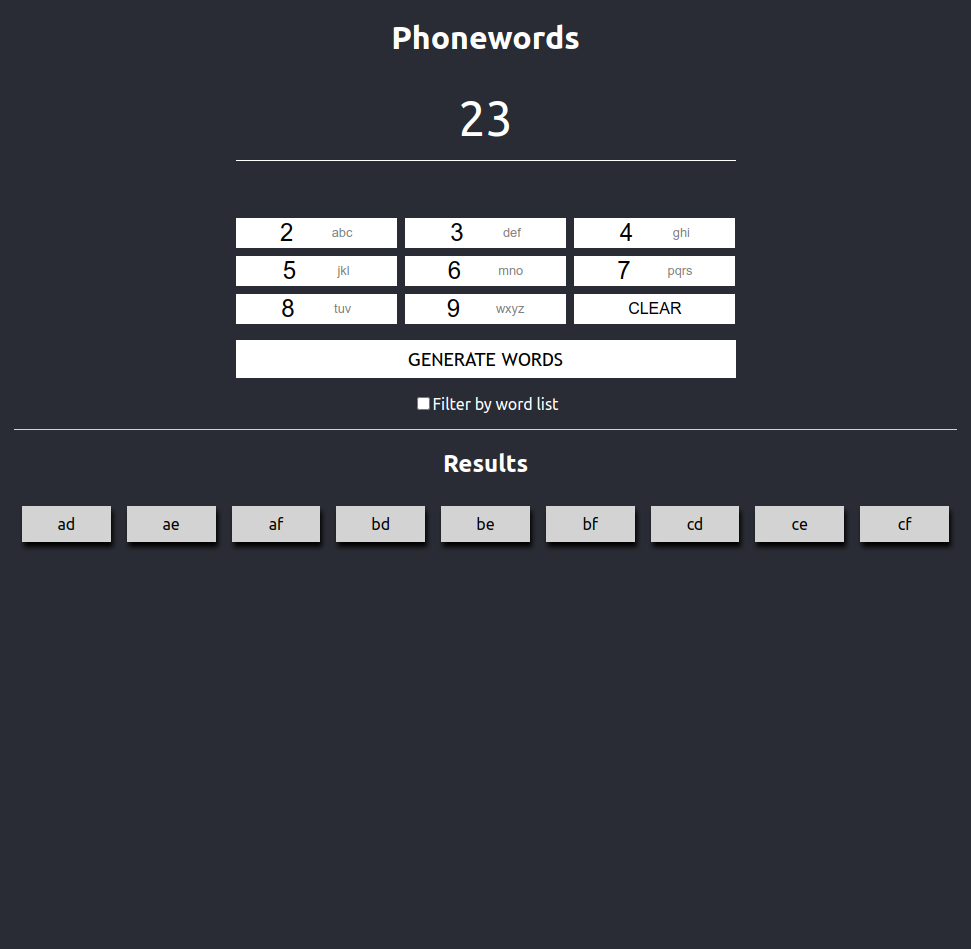 Phonewords
23
2 abc 3 def 4 ghi
5 jkl 6 mno 7 pqrs
8 tuv 9 wxyz CLEAR
GENERATE WORDS
Filter by word list
Results
ad ae af bd be bf cd ce cf